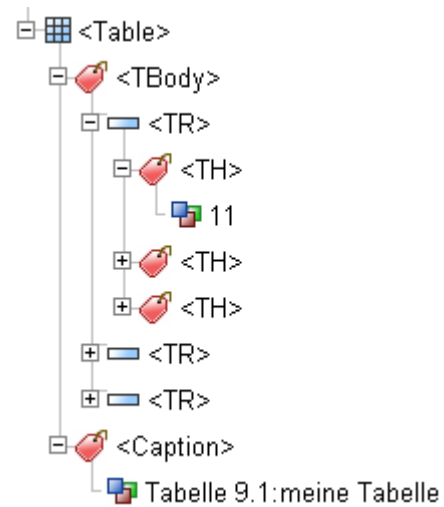 <Table>
<TBody>
<TR>
<TH>
11
<TH>
<TH>
<TR>
<TR>
<Caption>
Tabelle 9.1:meine Tabelle